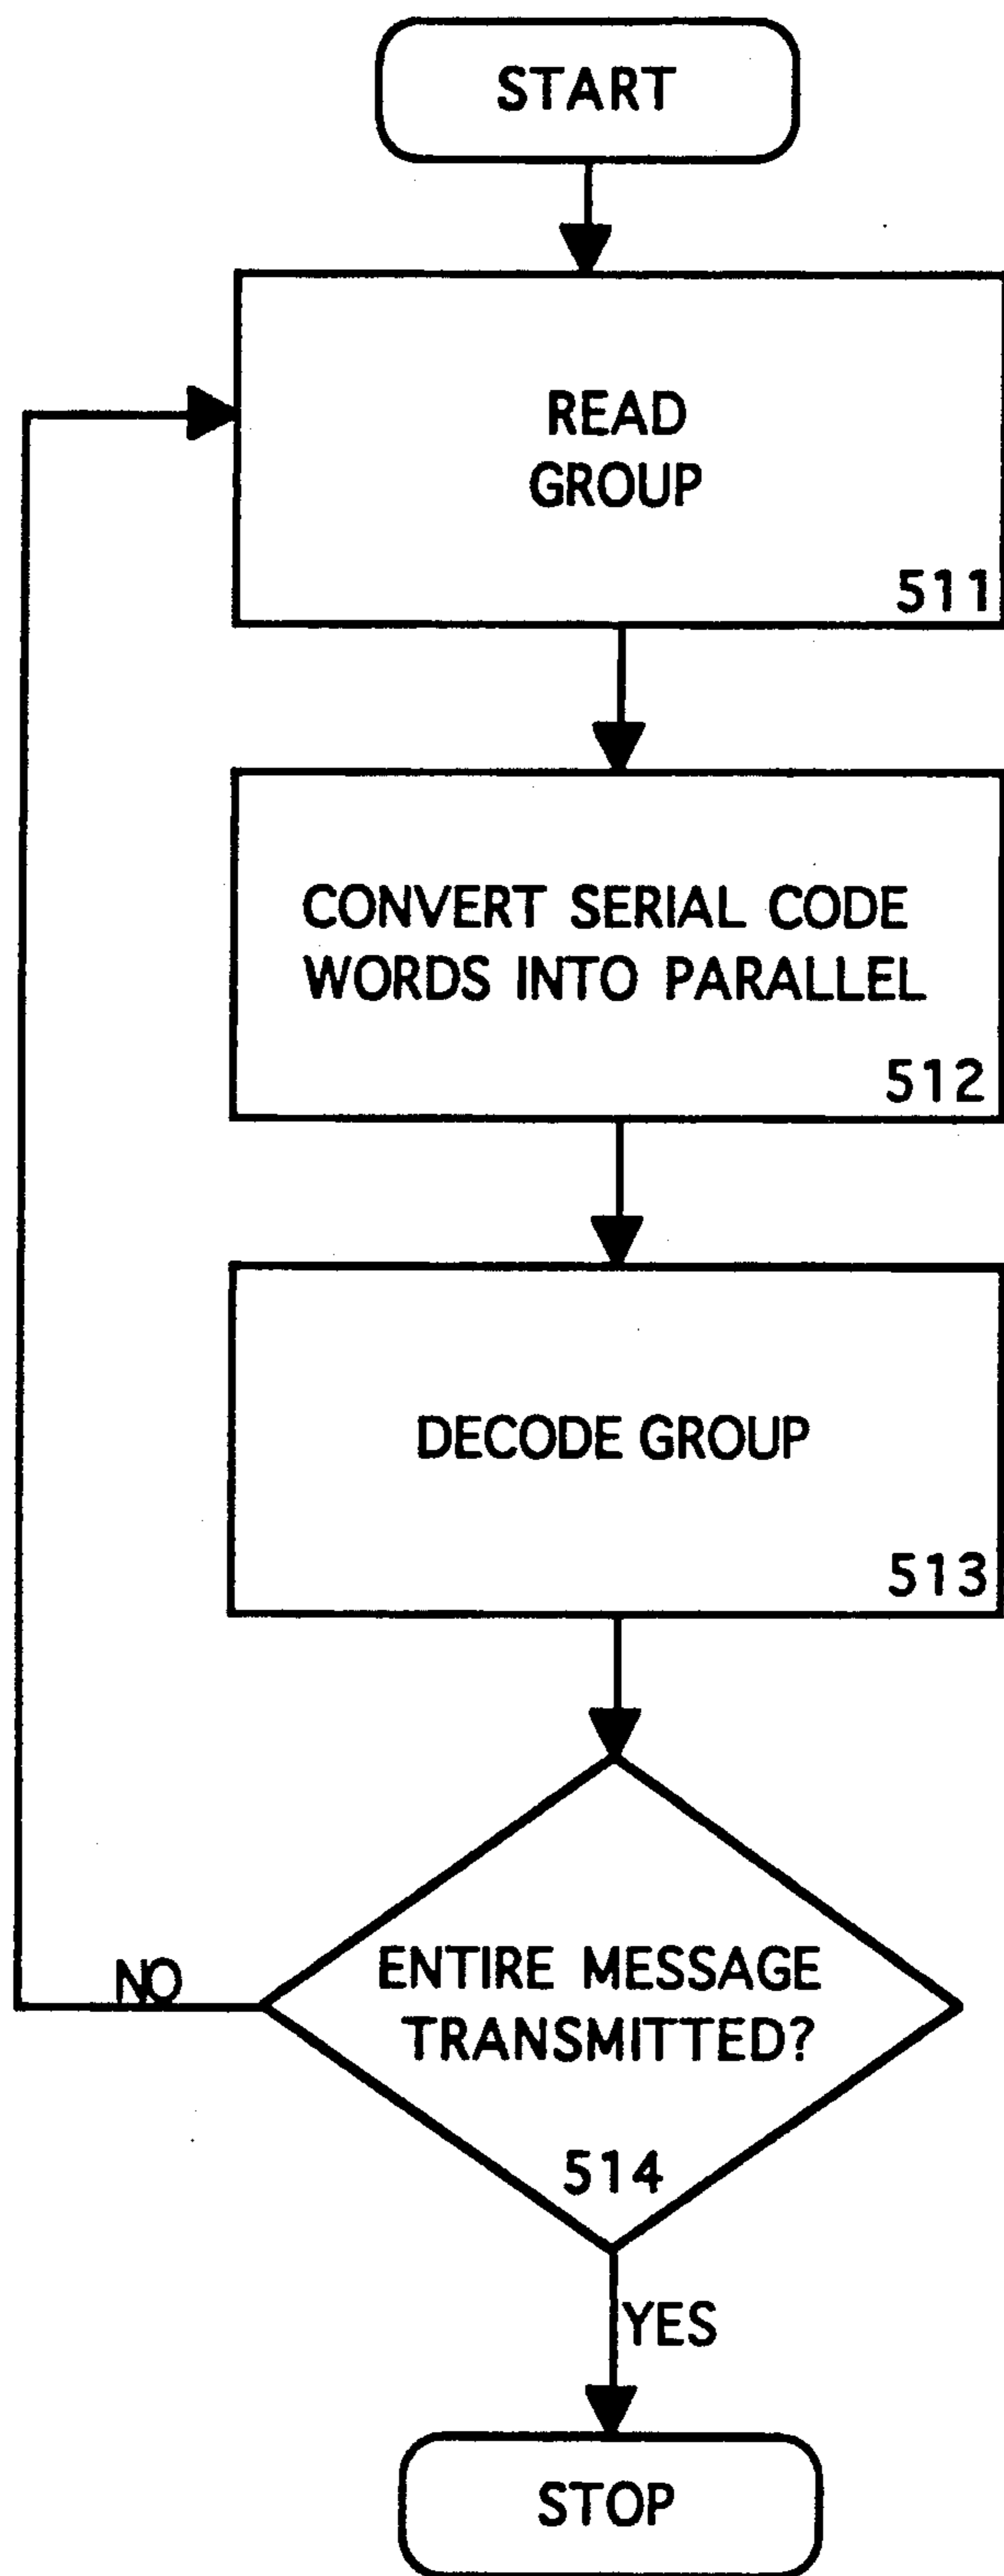 START
READ
GROUP
511
CONVERT SERIAL CODE
WORDS INTO PARALLEL
512
DECODE GROUP
513
ENTIRE MESSAGE
TRANSMITTED?
514
NO
YES
STOP